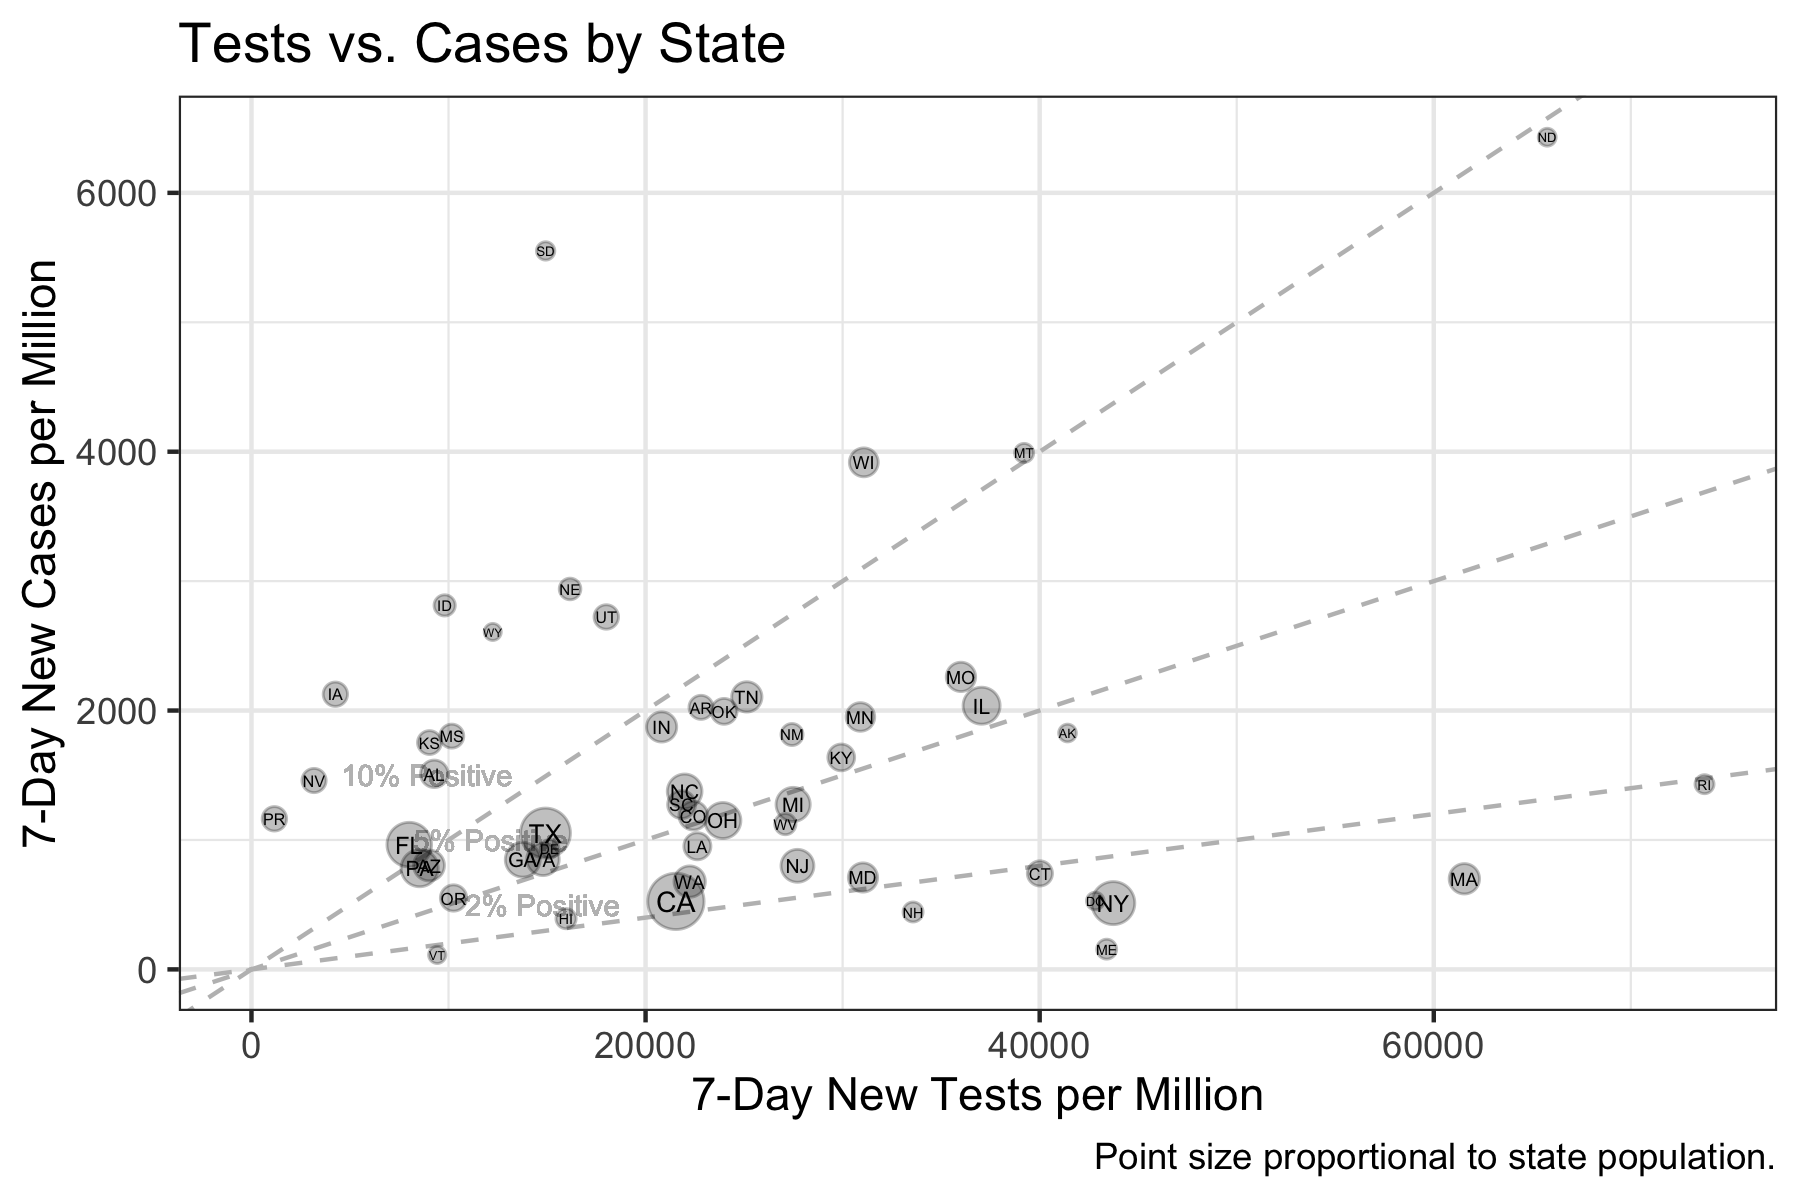 Tests vs. Cases by State
7-Day New Cases per Million
6000
4000
2000
0
ND
SD
MT
WI
NE
ID
UT
WY
IA
MO
TN
AR
OK
IL
MN
IN
NM
AK
KS
MS
KY
NV
10% Positive
AL
RI
NC
SC
MI
PR
CO
OH
WV
TX
5% Positive
FL
DE
LA
GA
VA
PA
AZ
NJ
MD
CT
MA
WA
CA
OR
2% Positive
HI
NH
DC
NY
VT
ME
0
20000
40000
60000
7-Day New Tests per Million
Point size proportional to state population.